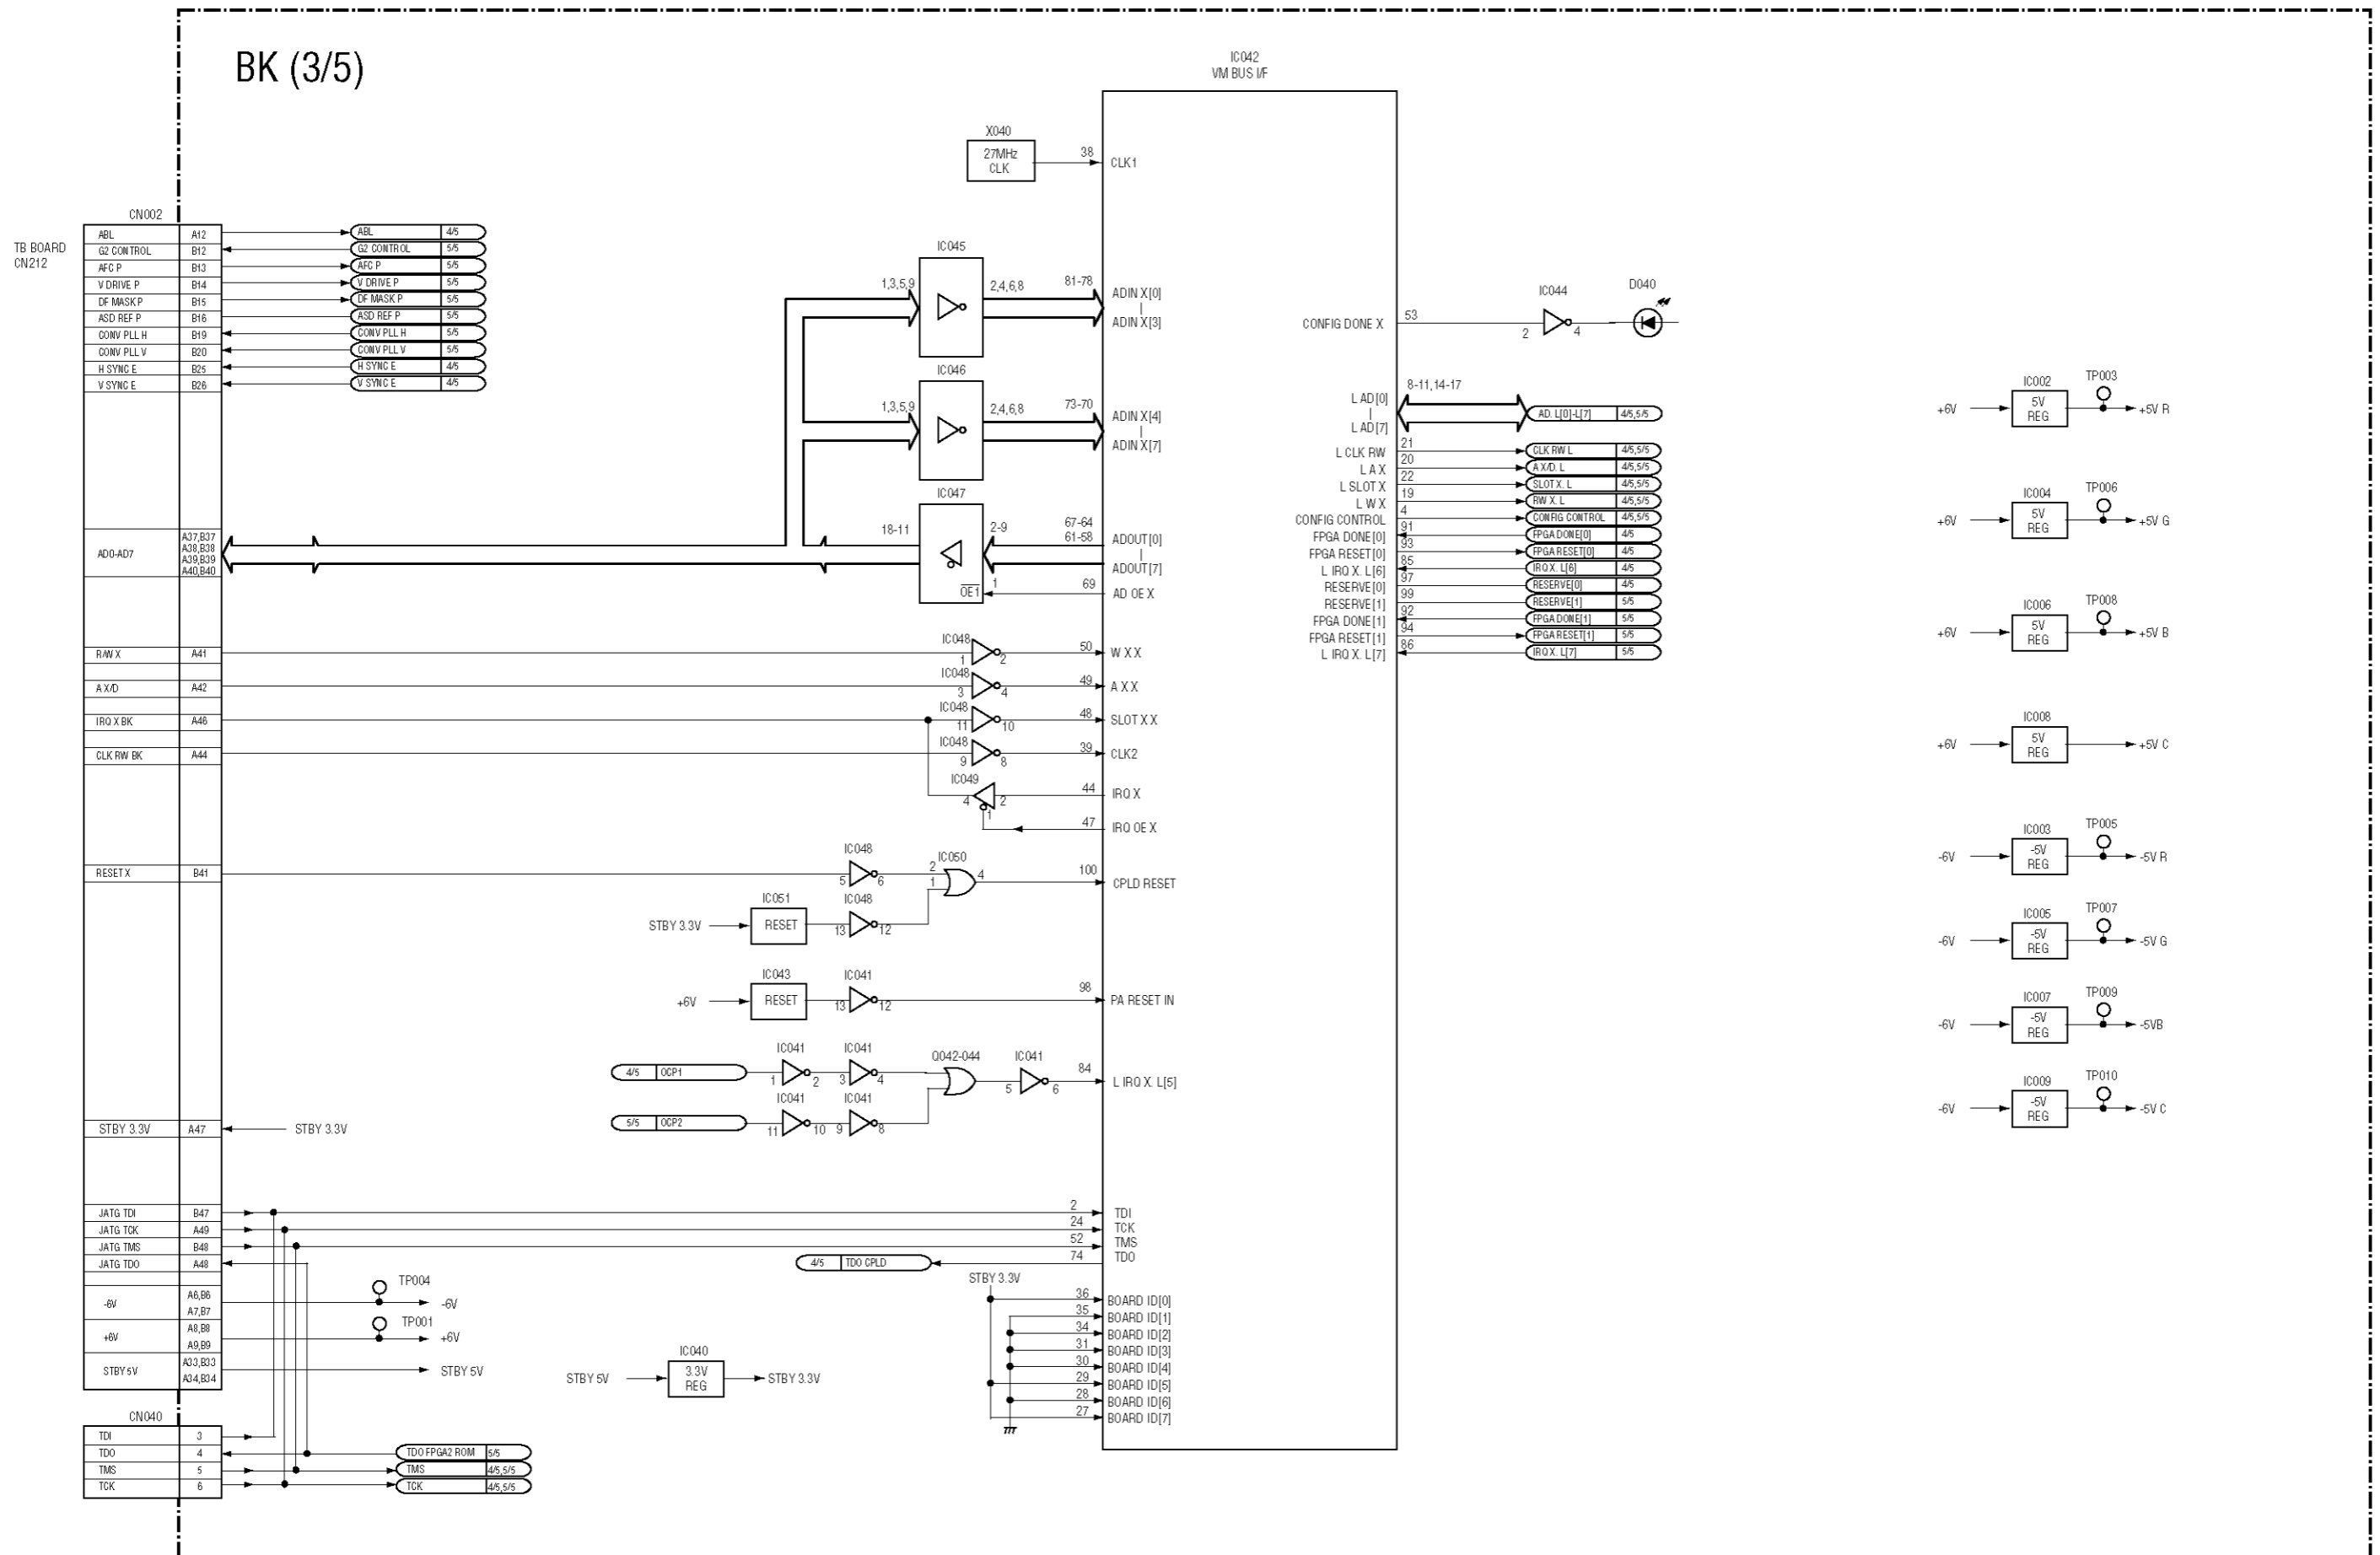 BK (3/5)
IC042
VM BUS I/F
X040
27MHz
CLK
38
CLK1
TB BOARD
CN212
CN002
ABL A12 ABL 4/5
G2 CONTROL B12 G2 CONTROL 5/5
AFC P B13 AFC P 5/5
V DRIVE P B14 V DRIVE P 5/5
DF MASK P B15 DF MASK P 5/5
ASD REF P B16 ASD REF P 5/5
CONV PLL H B19 CONV PLL H 5/5
CONV PLL V B20 CONV PLL V 5/5
H SYNC E B25 H SYNC E 4/5
V SYNC E B26 V SYNC E 4/5
IC045
1,3,5,9 2,4,6,8 81-78
ADIN X[0]
|
ADIN X[3]
IC046
1,3,5,9 2,4,6,8 73-70
ADIN X[4]
|
ADIN X[7]
IC047
18-11 2-9 67-64
61-58
ADOUT[0]
|
ADOUT[7]
OE1 1 69 AD OE X
AD0-AD7
A37,B37
A38,B38
A39,B39
A40,B40
R/W X A41 IC048 1 2 50 W X X
A X/D A42 IC048 3 4 49 A X X
IRQ X BK A46 IC048 11 10 48 SLOT X X
CLK RW BK A44 IC048 9 8 39 CLK2
IC049
4 2 44 IRQ X
1 47 IRQ OE X
RESET X B41 IC048 5 6 IC050 2 1 4 100 CPLD RESET
STBY 3.3V IC051 RESET IC048 13 12
+6V IC043 RESET IC041 13 12 98 PA RESET IN
4/5 OCP1 IC041 1 2 IC041 3 4 Q042-044 IC041 5 6 84 L IRQ X. L[5]
5/5 OCP2 IC041 11 10 IC041 9 8
STBY 3.3V A47 STBY 3.3V
JATG TDI B47 2 TDI
JATG TCK A49 24 TCK
JATG TMS B48 52 TMS
JATG TDO A48 4/5 TDO CPLD 74 TDO
-6V A6,B6
A7,B7
TP004 -6V
+6V A8,B8
A9,B9
TP001 +6V
STBY 5V A33,B33
A34,B34
STBY 5V
STBY 5V IC040 3.3V
REG STBY 3.3V
STBY 3.3V
36 BOARD ID[0]
35 BOARD ID[1]
34 BOARD ID[2]
31 BOARD ID[3]
30 BOARD ID[4]
29 BOARD ID[5]
28 BOARD ID[6]
27 BOARD ID[7]
CN040
TDI 3
TDO 4 TDO FPGA2 ROM 5/5
TMS 5 TMS 4/5,5/5
TCK 6 TCK 4/5,5/5
CONFIG DONE X 53 IC044 2 4 D040
L AD[0]
|
L AD[7]
8-11,14-17 AD. L[0]-L[7] 4/5,5/5
L CLK RW 21 CLK RW L 4/5,5/5
L A X 20 A X/D. L 4/5,5/5
L SLOT X 22 SLOT X. L 4/5,5/5
L W X 19 RW X. L 4/5,5/5
CONFIG CONTROL 4 CONFIG CONTROL 4/5,5/5
FPGA DONE[0] 91 FPGA DONE[0] 4/5
FPGA RESET[0] 93 FPGA RESET[0] 4/5
L IRQ X. L[6] 85 IRQ X. L[6] 4/5
RESERVE[0] 97 RESERVE[0] 4/5
RESERVE[1] 99 RESERVE[1] 5/5
FPGA DONE[1] 92 FPGA DONE[1] 5/5
FPGA RESET[1] 94 FPGA RESET[1] 5/5
L IRQ X. L[7] 86 IRQ X. L[7] 5/5
+6V IC002 5V
REG TP003 +5V R
+6V IC004 5V
REG TP006 +5V G
+6V IC006 5V
REG TP008 +5V B
+6V IC008 5V
REG +5V C
-6V IC003 -5V
REG TP005 -5V R
-6V IC005 -5V
REG TP007 -5V G
-6V IC007 -5V
REG TP009 -5VB
-6V IC009 -5V
REG TP010 -5V C